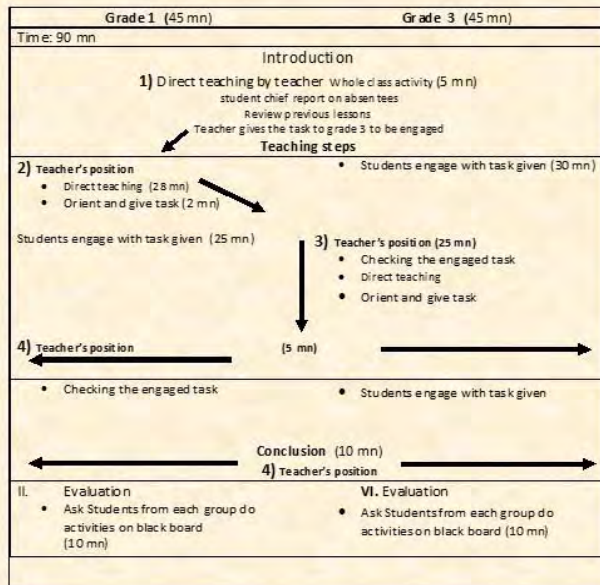 Grade 1 (45 mn) Grade 3 (45 mn)
Time: 90 mn
Introduction
1) Direct teaching by teacher Whole class activity (5 mn)
student chief report on absentees
Review previous lessons
Teacher gives the task to grade 3 to be engaged
Teaching steps
2) Teacher's position
• Direct teaching (28 mn)
• Orient and give task (2 mn)
Students engage with task given (25 mn)
• Students engage with task given (30 mn)
3) Teacher's position (25 mn)
• Checking the engaged task
• Direct teaching
• Orient and give task
4) Teacher's position (5 mn)
• Checking the engaged task
• Students engage with task given
Conclusion (10 mn)
4) Teacher's position
II. Evaluation
• Ask Students from each group do
activities on black board
(10 mn)
VI. Evaluation
• Ask Students from each group do
activities on black board (10 mn)